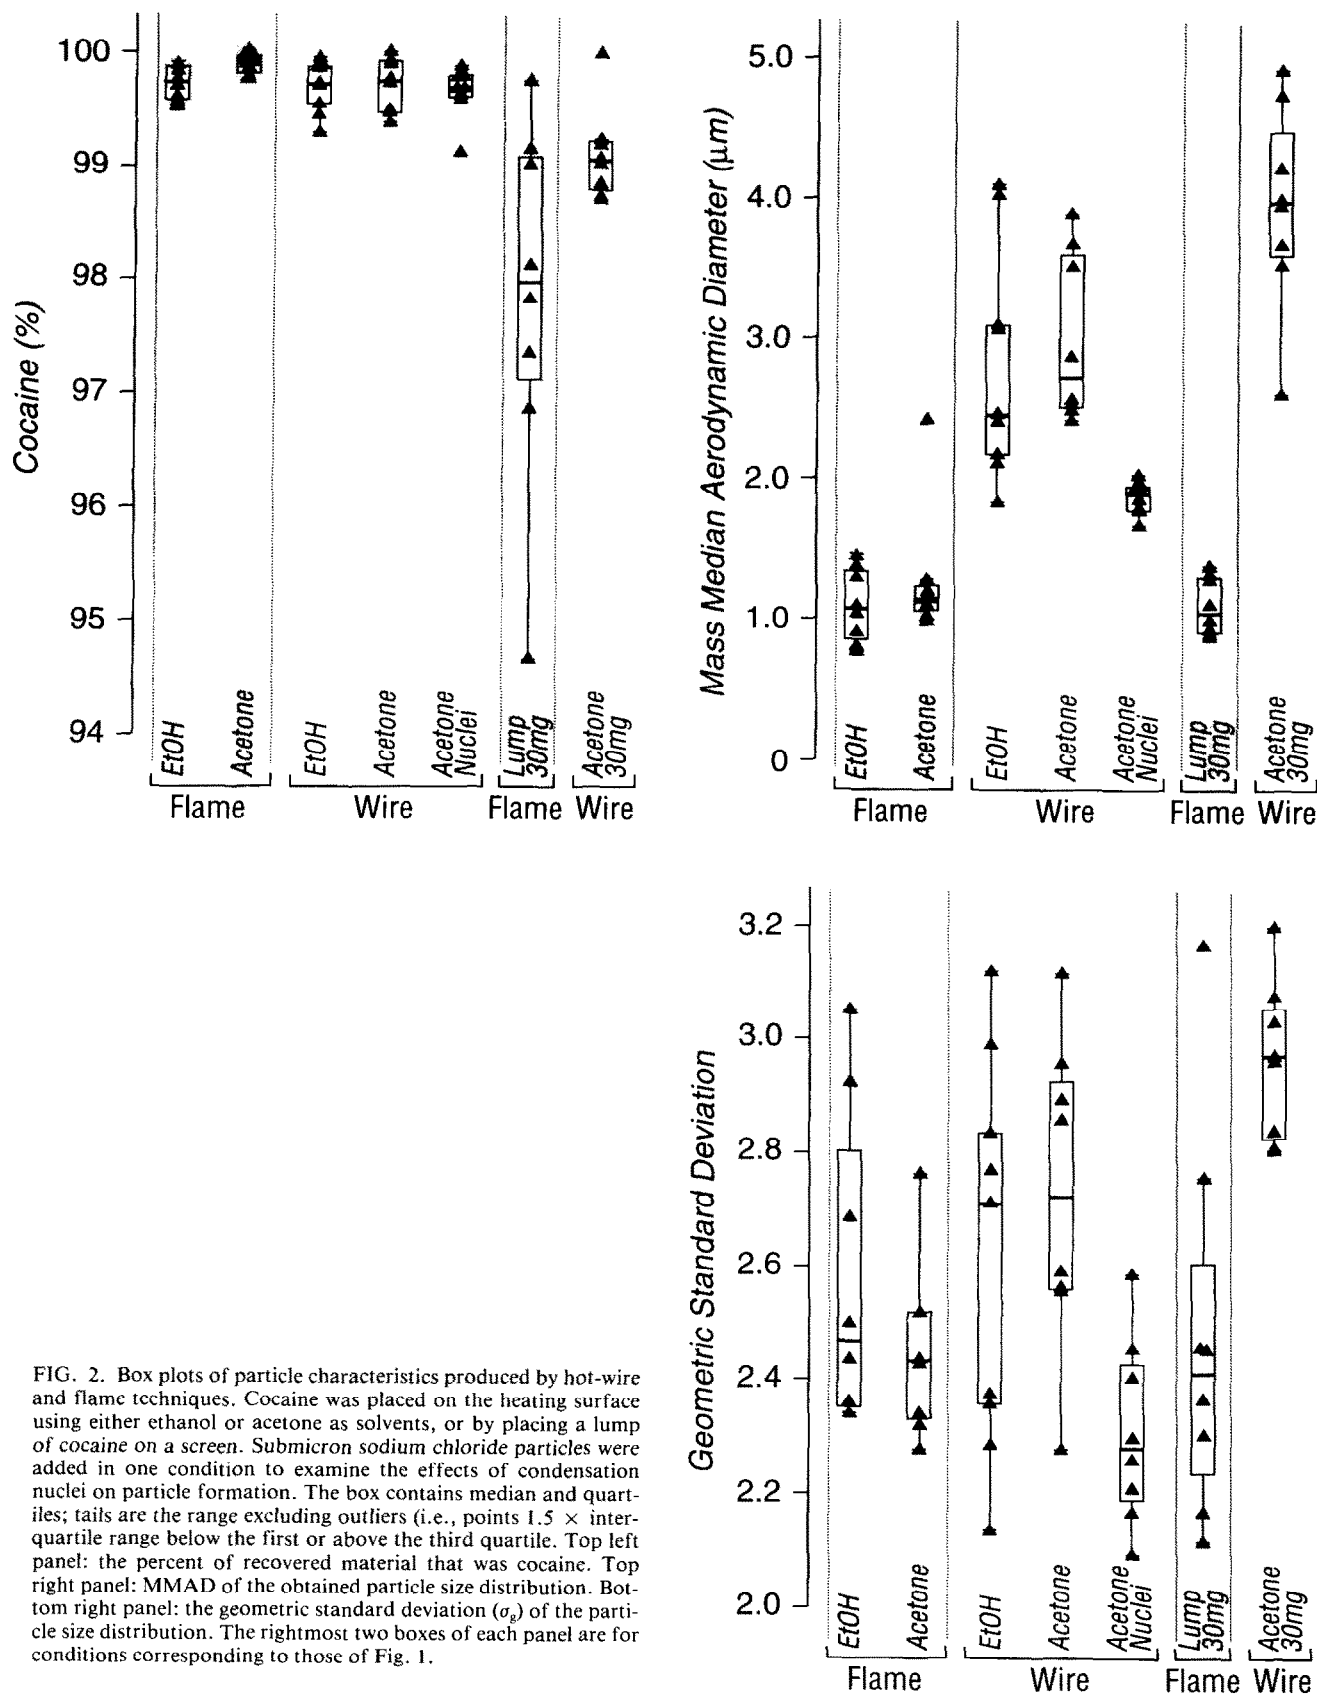 100
99
98
97
96
95
94
Cocaine (%)
EtOH
Acetone
EtOH
Acetone
Acetone
Nuclei
Lump
30mg
Acetone
30mg
Flame
Wire
Flame
Wire
5.0
4.0
3.0
2.0
1.0
0
Mass Median Aerodynamic Diameter (μm)
EtOH
Acetone
EtOH
Acetone
Acetone
Nuclei
Lump
30mg
Acetone
30mg
Flame
Wire
Flame
Wire
3.2
3.0
2.8
2.6
2.4
2.2
2.0
Geometric Standard Deviation
EtOH
Acetone
EtOH
Acetone
Acetone
Nuclei
Lump
30mg
Acetone
30mg
Flame
Wire
Flame
Wire
FIG. 2. Box plots of particle characteristics produced by hot-wire
and flame techniques. Cocaine was placed on the heating surface
using either ethanol or acetone as solvents, or by placing a lump
of cocaine on a screen. Submicron sodium chloride particles were
added in one condition to examine the effects of condensation
nuclei on particle formation. The box contains median and quart-
iles; tails are the range excluding outliers (i.e., points 1.5 × inter-
quartile range below the first or above the third quartile. Top left
panel: the percent of recovered material that was cocaine. Top
right panel: MMAD of the obtained particle size distribution. Bot-
tom right panel: the geometric standard deviation (σg) of the parti-
cle size distribution. The rightmost two boxes of each panel are for
conditions corresponding to those of Fig. 1.